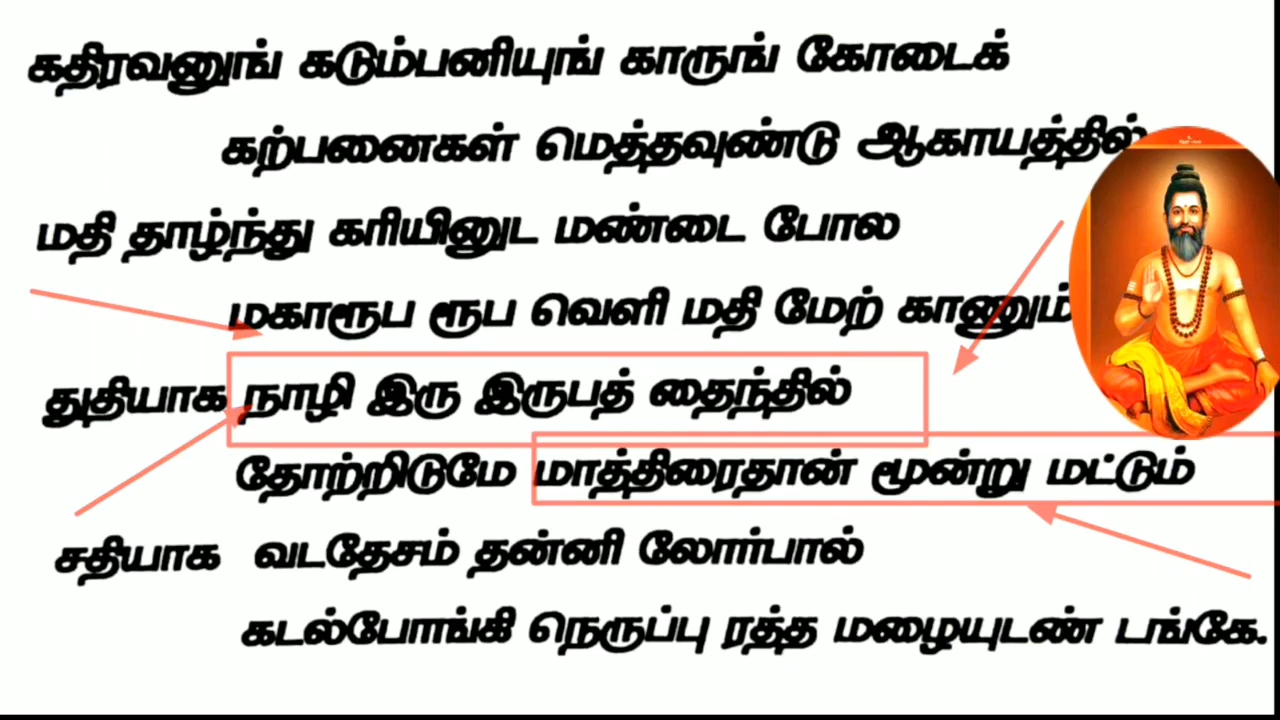 கதிரவனுங் கடும்பனியுங் காருங் கோடைக்
கற்பனைகள் மெத்தவுண்டு ஆகாயத்தில்
மதி தாழ்ந்து கரியினுட மண்டை போல
மகாரூப ரூப வெளி மதி மேற் காணும்
துதியாக நாழி இரு இருபத் தைந்தில்
தோற்றிடுமே மாத்திரைதான் மூன்று மட்டும்
சதியாக வடதேசம் தன்னி லோர்பால்
கடல்போங்கி நெருப்பு ரத்த மழையுடண் டங்கே.